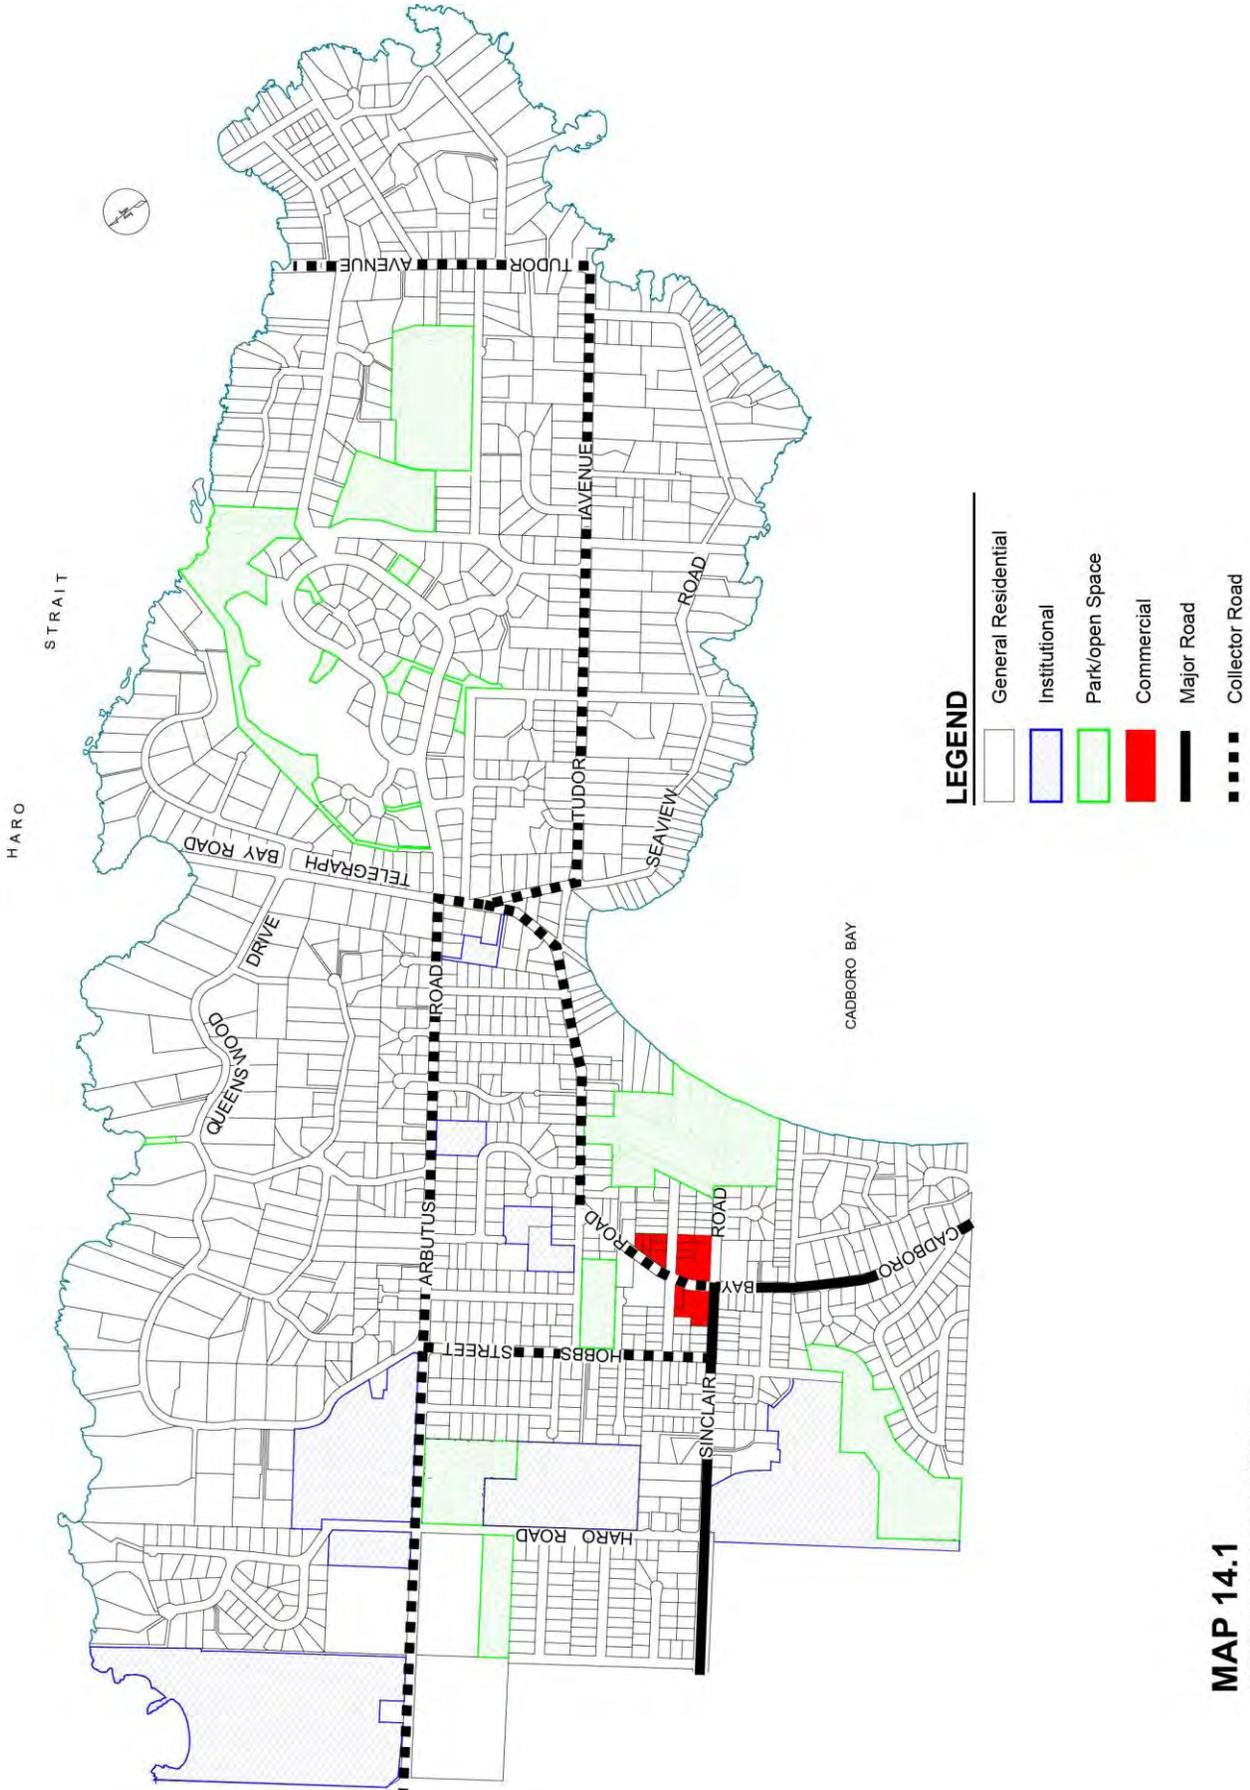 HARO STRAIT
TUDOR AVENUE
TUDOR AVENUE
SEAVIEW ROAD
TELEGRAPH BAY ROAD
QUEENSWOOD DRIVE
ARBUTUS ROAD
CADBORO BAY
CADBORO BAY ROAD
SINCLAIR ROAD
HOBBS STREET
HARO ROAD
N
LEGEND
General Residential
Institutional
Park/open Space
Commercial
Major Road
Collector Road
MAP 14.1